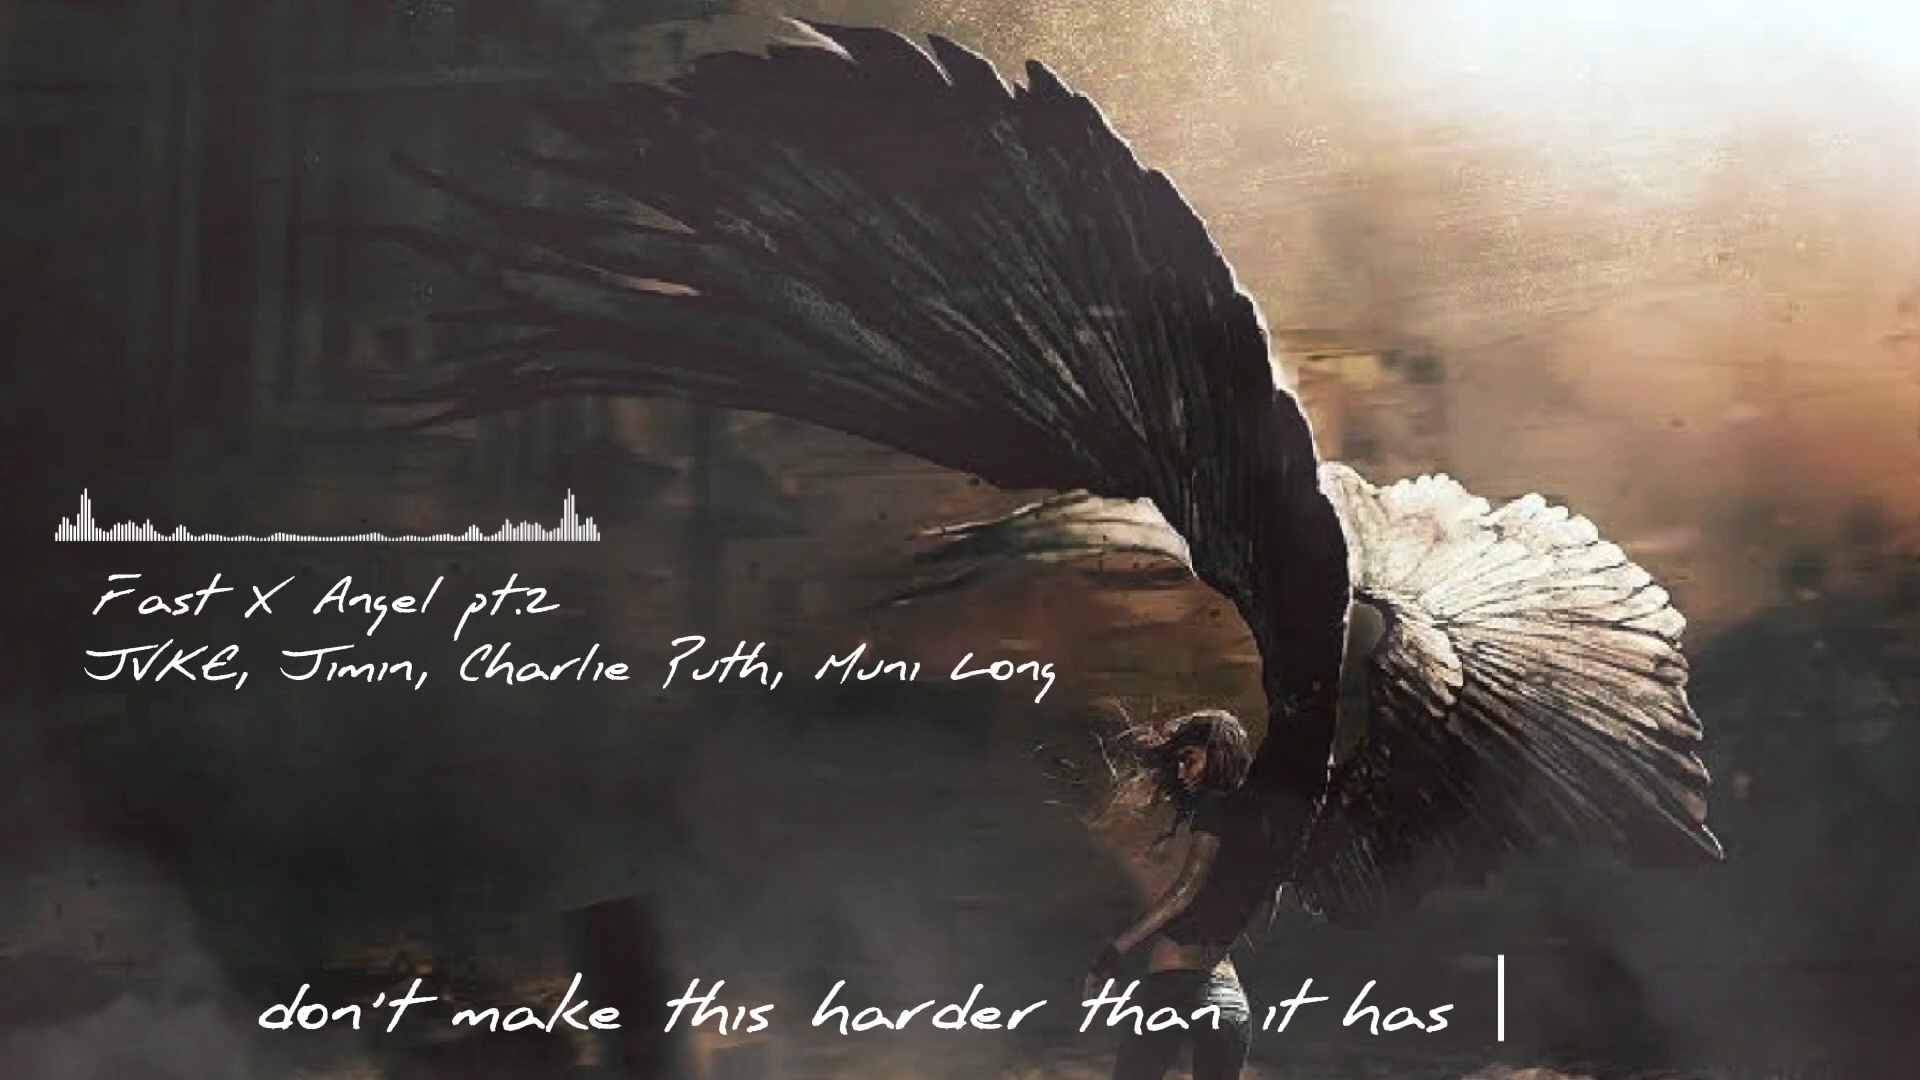 Fast X Angel pt.2
JVKE, Jimin, Charlie Puth, Muni Long
don't make this harder than it has